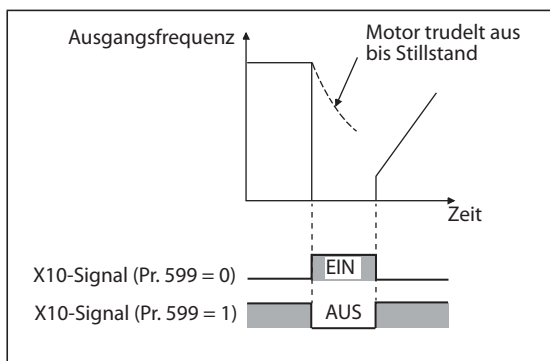 Ausgangsfrequenz
Motor trudelt aus
bis Stillstand
Zeit
X10-Signal (Pr. 599 = 0)
EIN
X10-Signal (Pr. 599 = 1)
AUS